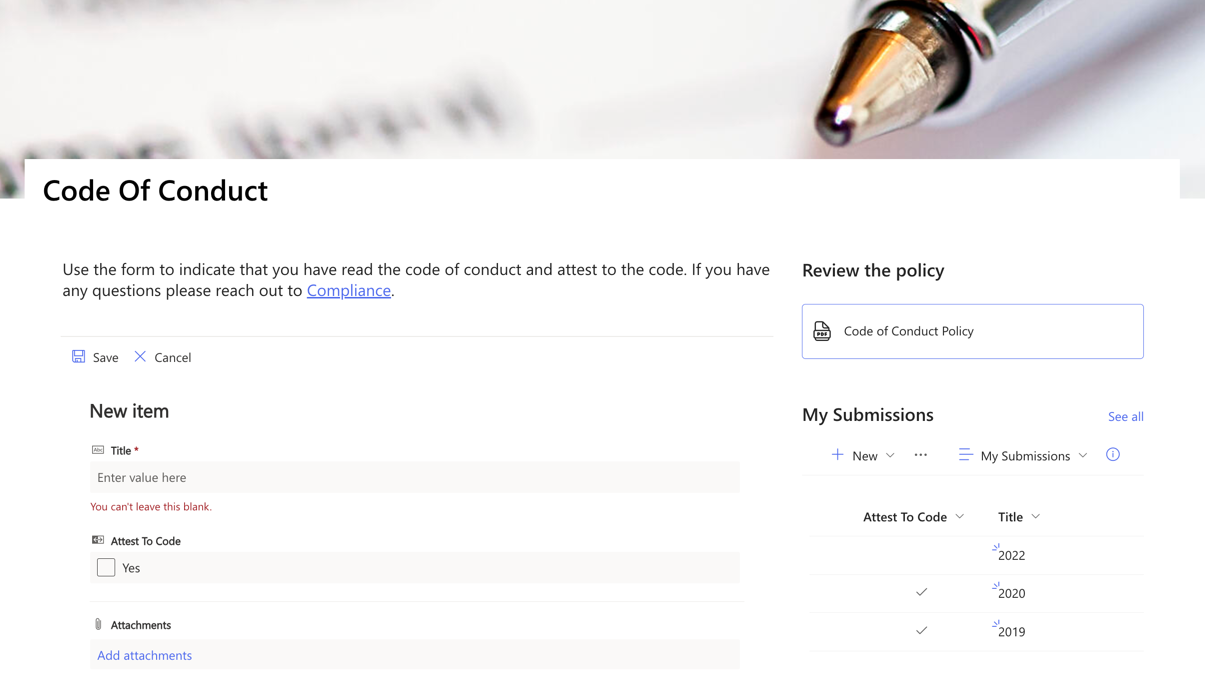 Code Of Conduct
Use the form to indicate that you have read the code of conduct and attest to the code. If you have
any questions please reach out to Compliance.
Save Cancel
New item
Abc Title *
Enter value here
You can't leave this blank.
Attest To Code
Yes
Attachments
Add attachments
Review the policy
PDF Code of Conduct Policy
My Submissions See all
New ··· My Submissions
Attest To Code Title
2022
2020
2019